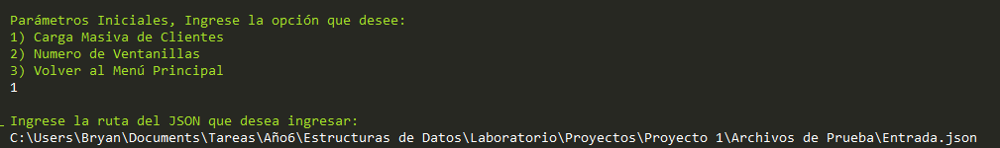 Parámetros Iniciales, Ingrese la opción que desee:
1) Carga Masiva de Clientes
2) Numero de Ventanillas
3) Volver al Menú Principal
1
Ingrese la ruta del JSON que desea ingresar:
C:\Users\Bryan\Documents\Tareas\Año6\Estructuras de Datos\Laboratorio\Proyectos\Proyecto 1\Archivos de Prueba\Entrada.json